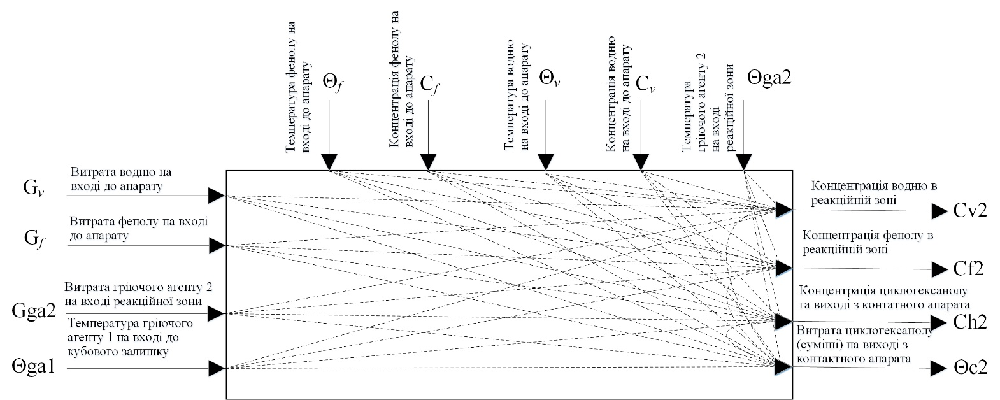 Температура фенолу на
вході до апарату
Θf
Концентрація фенолу на
вході до апарату
Cf
Температура водню
на вході до апарату
Θv
Концентрація водню
на вході до апарату
Cv
Температура
гріючого агенту 2
на вході
реакційної зони
Θga2
Gv
Витрата водню на
вході до апарату
Gf
Витрата фенолу на вході
до апарату
Gga2
Витрата гріючого агенту 2
на вході реакційної зони
Θga1
Температура гріючого
агенту 1 на вході до
кубового залишку
Концентрація водню в
реакційній зоні
Cv2
Концентрація фенолу в
реакційній зоні
Cf2
Концентрація циклогексанолу
га виході з контатного апарата
Ch2
Витрата циклогексанолу
(суміші) на виході з
контактного апарата
Θc2